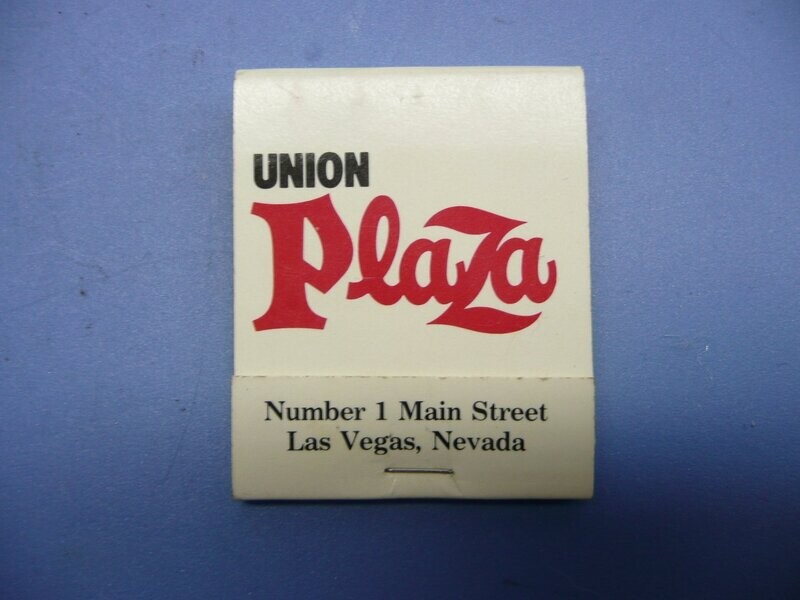 UNION
Plaza
Number 1 Main Street
Las Vegas, Nevada